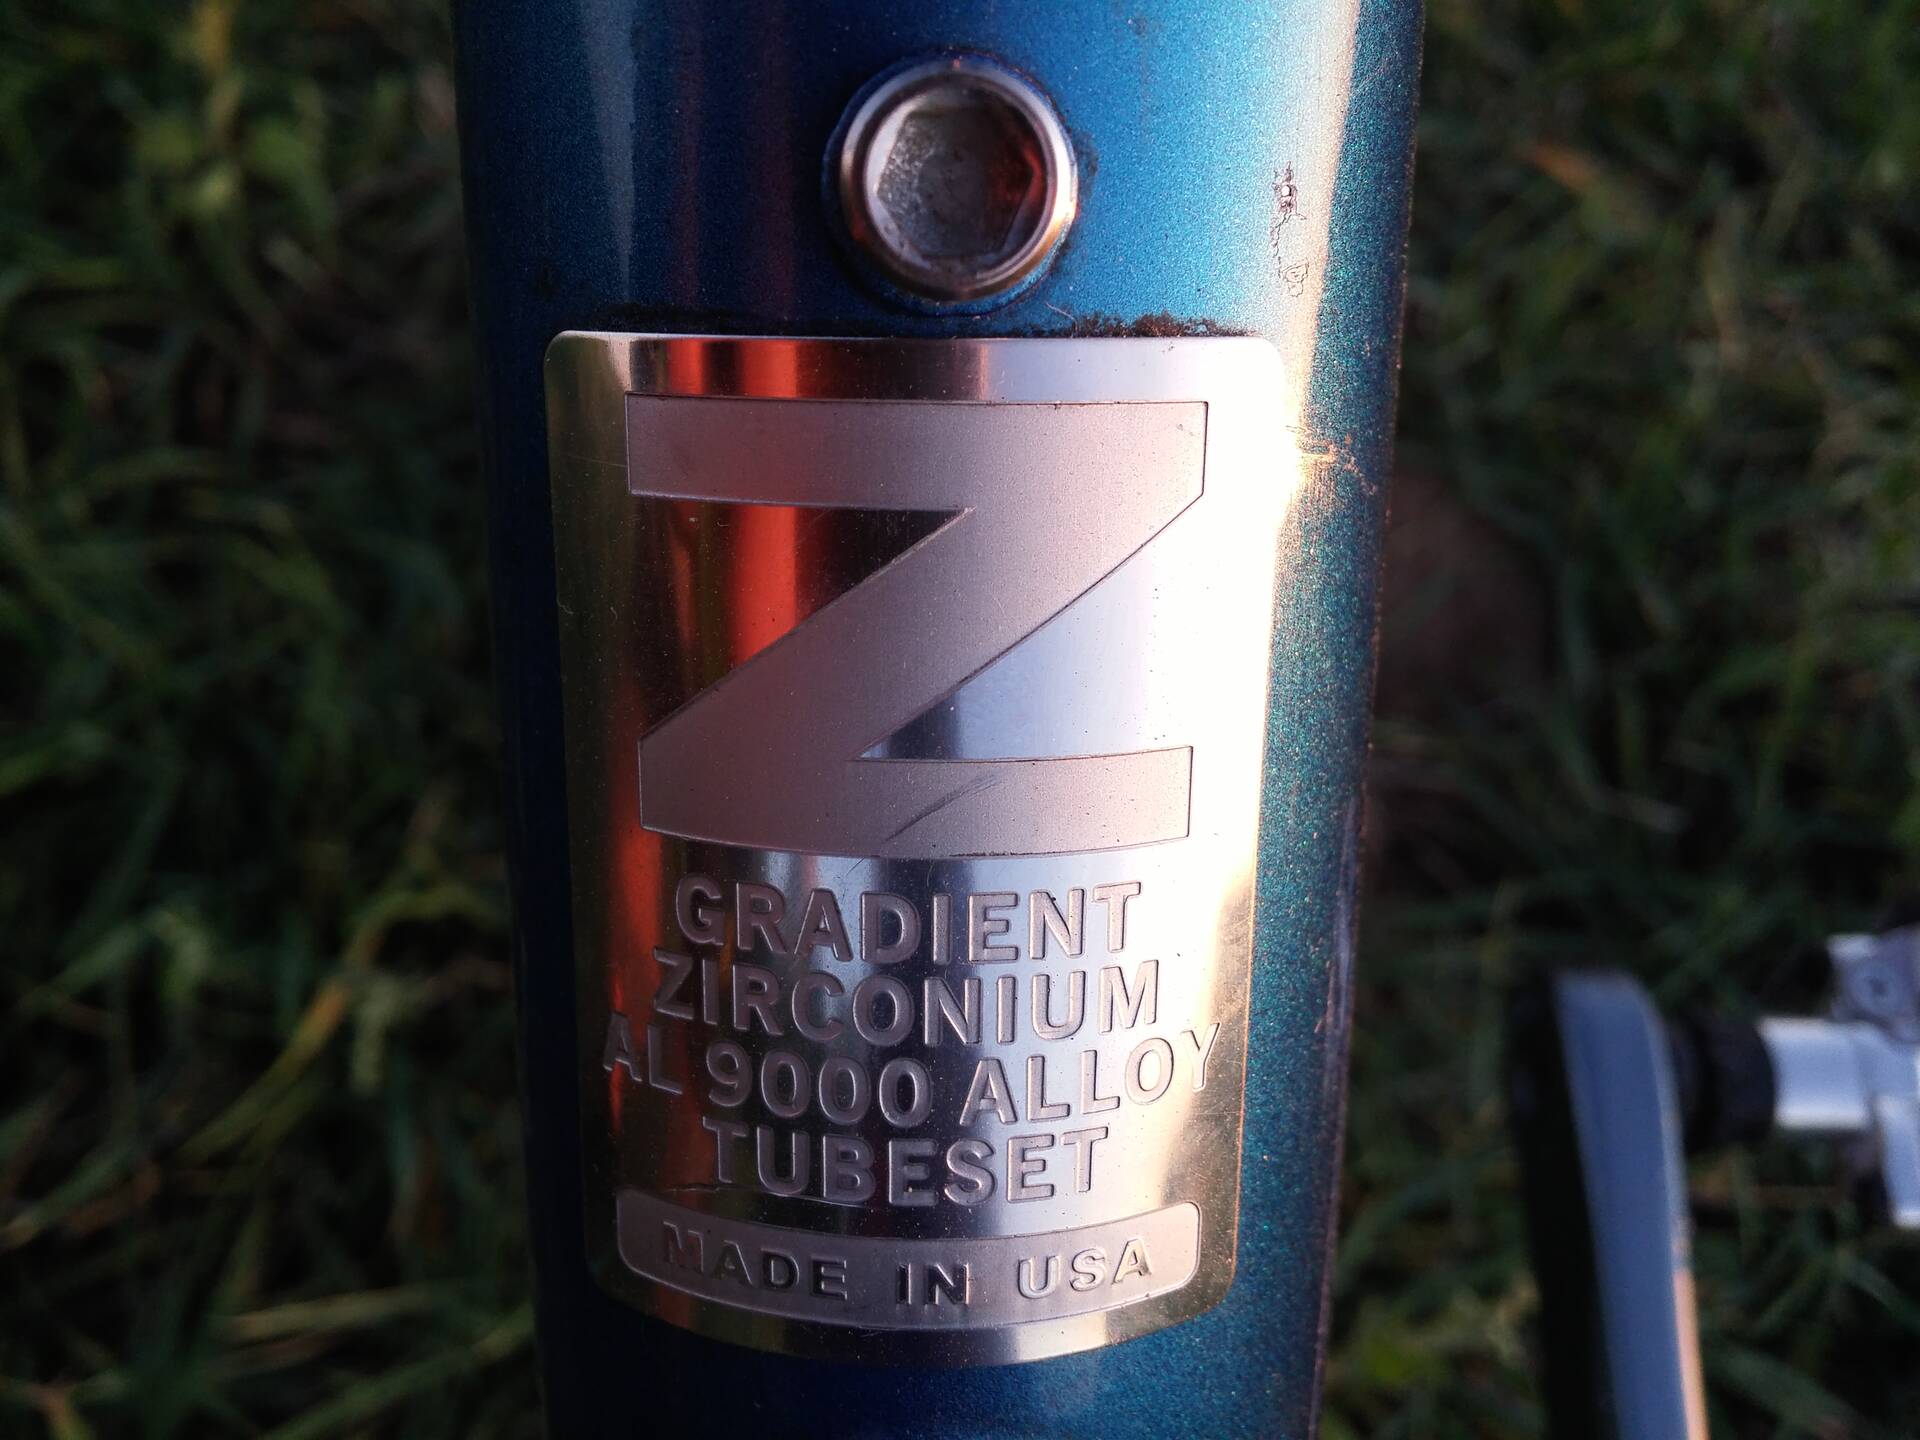 Z
GRADIENT
ZIRCONIUM
AL 9000 ALLOY
TUBESET
MADE IN USA